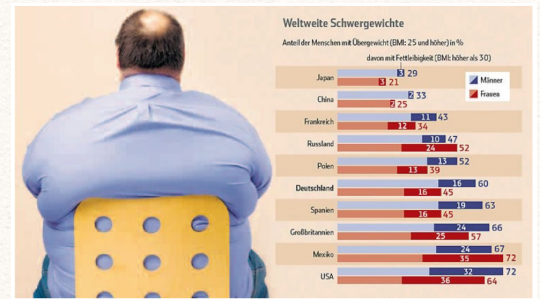 Weltweite Schwergewichte
Anteil der Menschen mit Übergewicht (BMI: 25 und höher) in %
davon mit Fettleibigkeit (BMI: höher als 30)
Männer
Frauen
Japan 3 29
3 21
China 2 33
2 25
Frankreich 11 43
12 34
Russland 10 47
24 52
Polen 13 52
13 39
Deutschland 16 60
16 45
Spanien 19 63
16 45
Großbritannien 24 66
25 57
Mexiko 24 67
35 72
USA 32 72
36 64